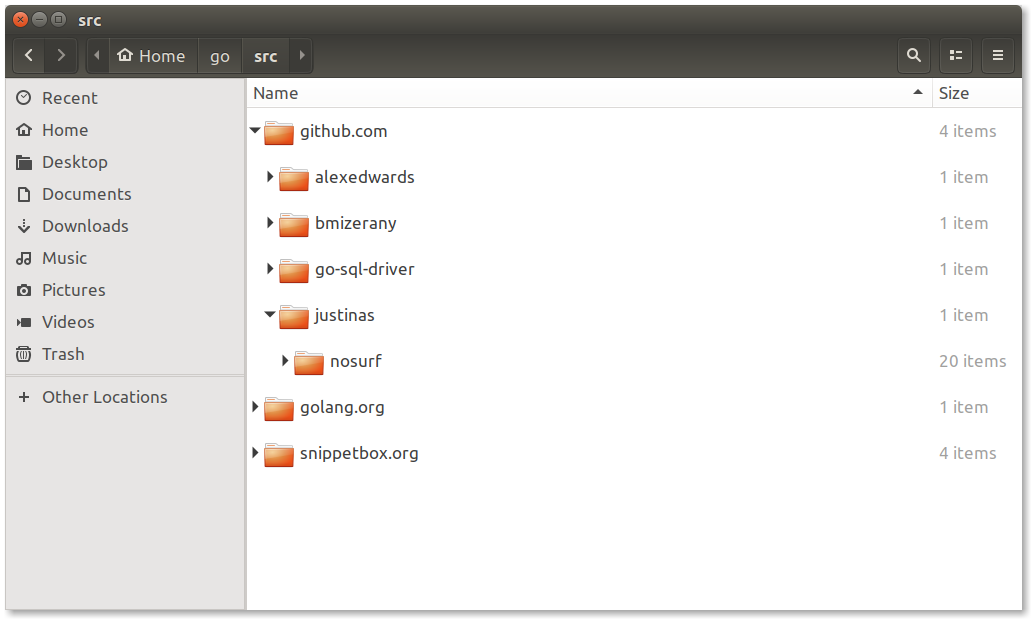 src
Home go src
Name Size
Recent
Home
Desktop
Documents
Downloads
Music
Pictures
Videos
Trash
Other Locations
github.com 4 items
alexedwards 1 item
bmizerany 1 item
go-sql-driver 1 item
justinas 1 item
nosurf 20 items
golang.org 1 item
snippetbox.org 4 items